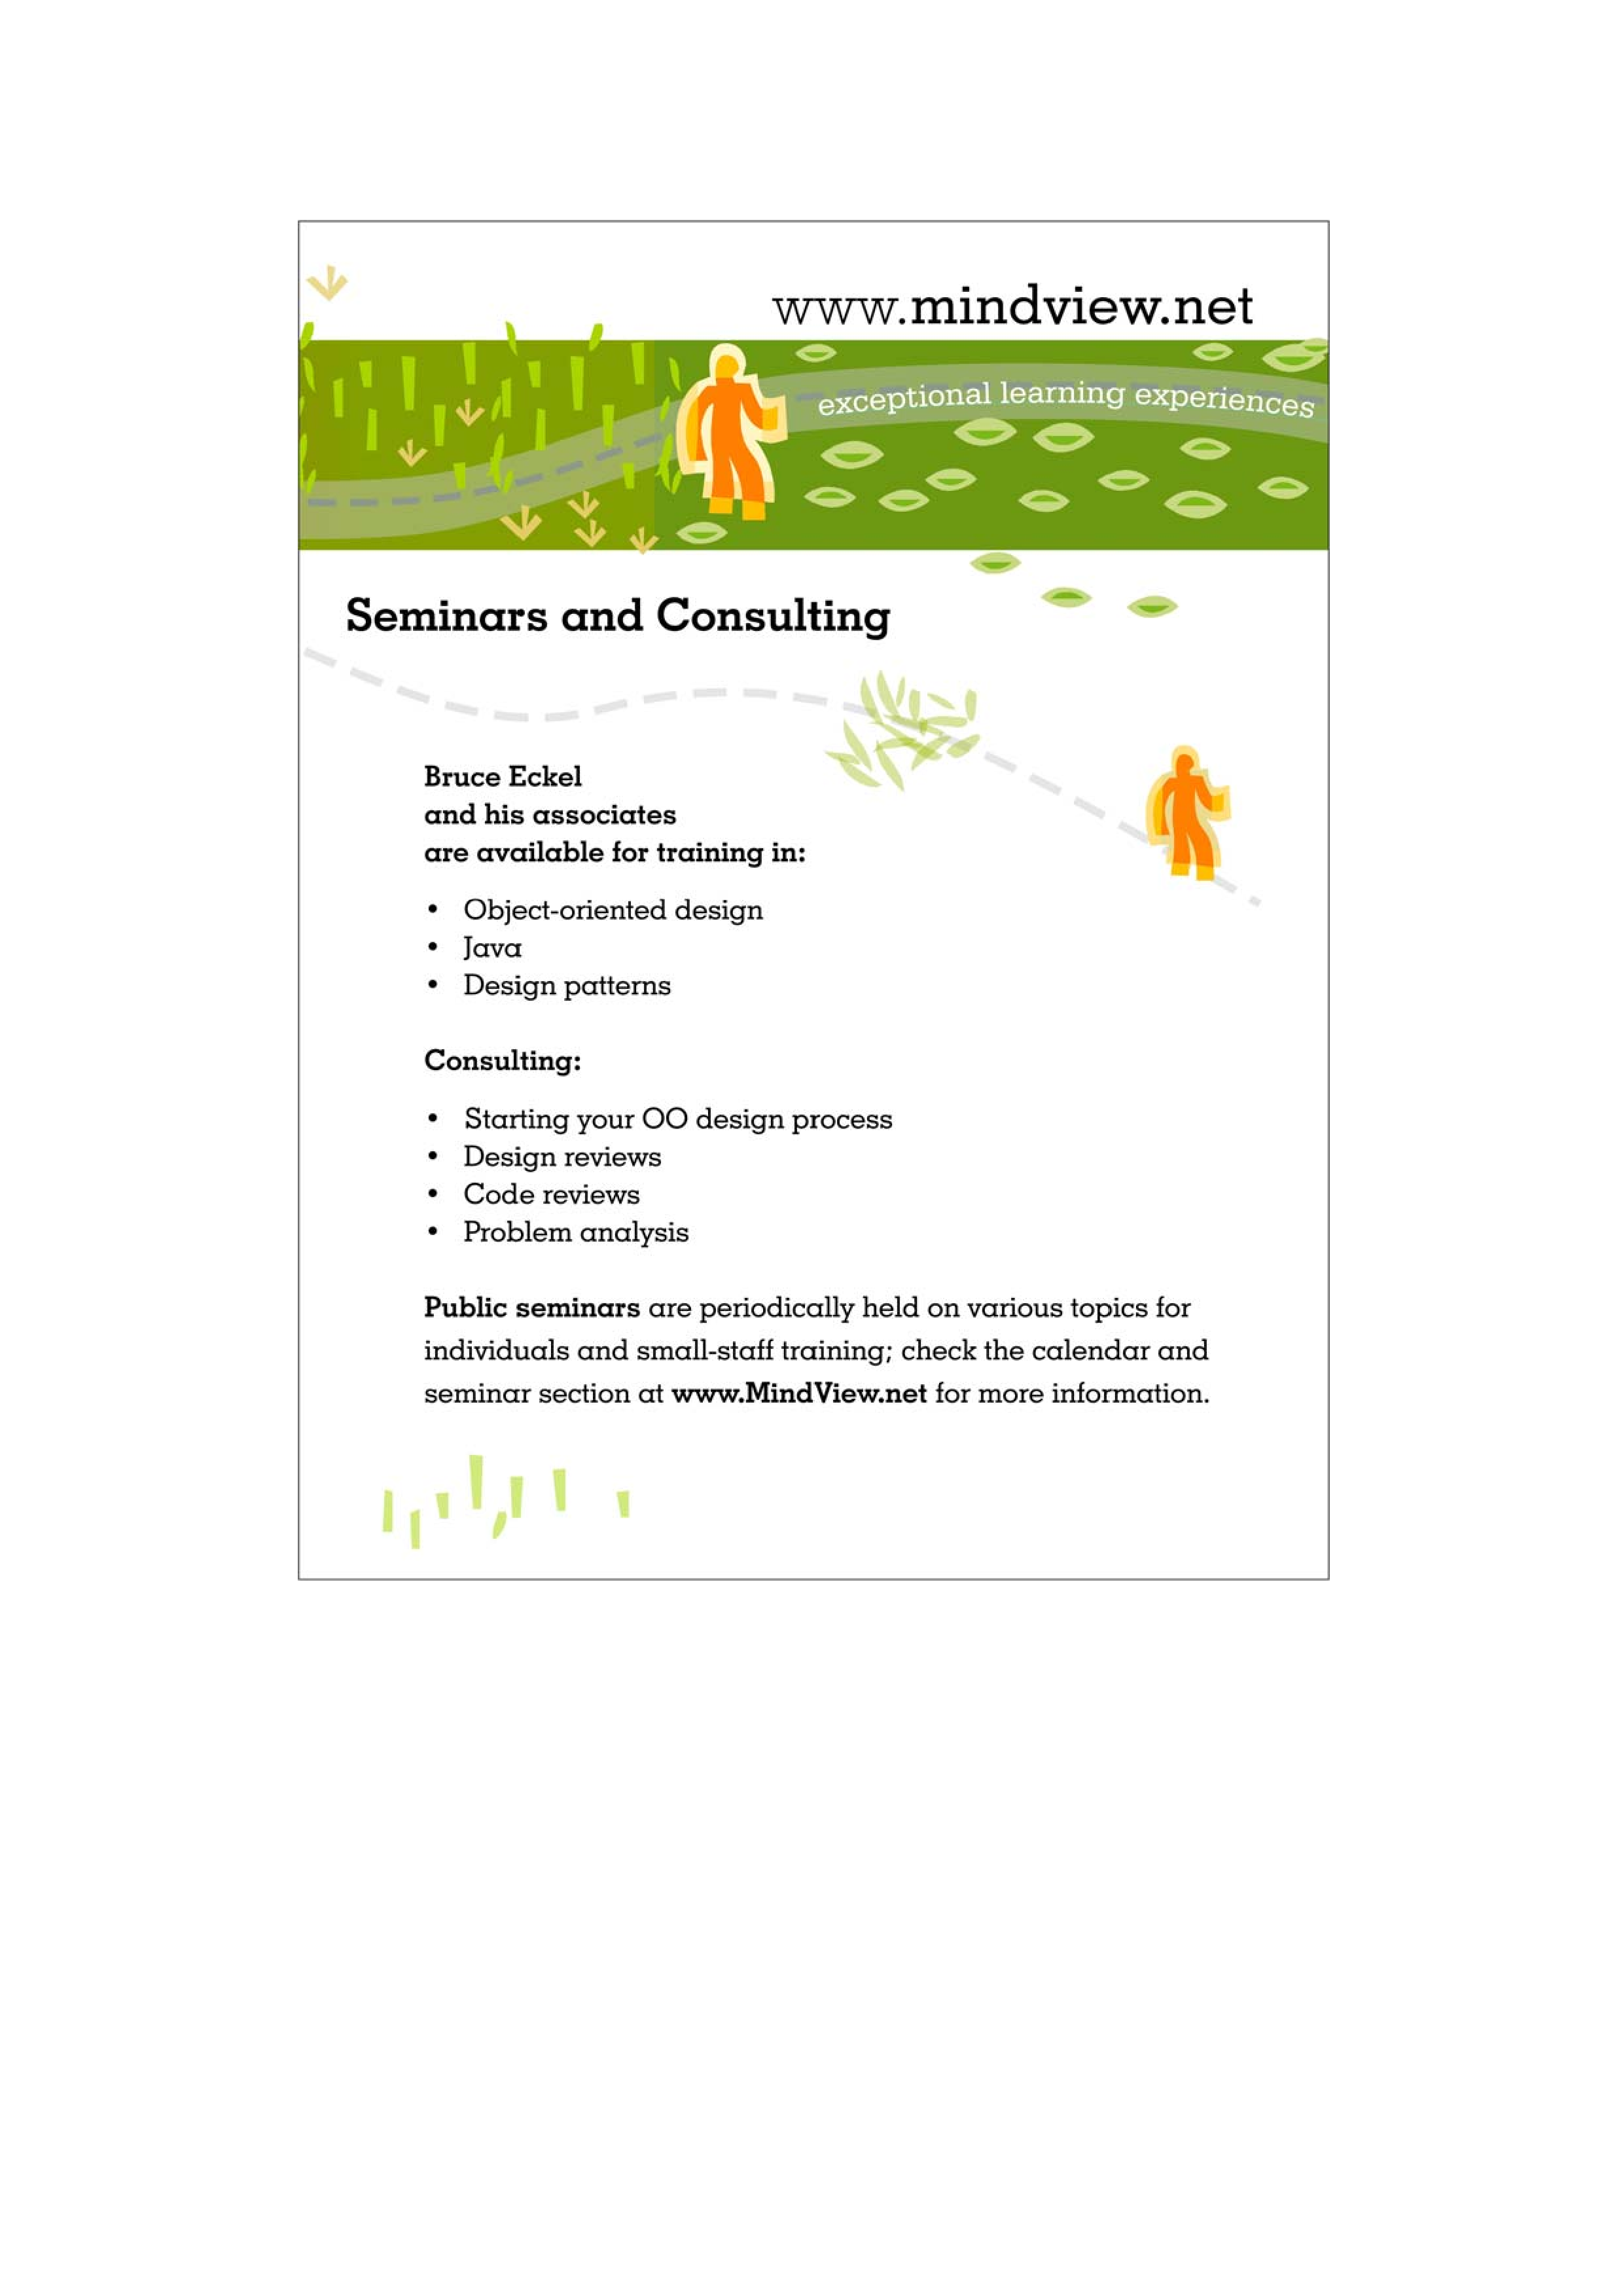 www.mindview.net
exceptional learning experiences
Seminars and Consulting
Bruce Eckel
and his associates
are available for training in:
• Object-oriented design
• Java
• Design patterns
Consulting:
• Starting your OO design process
• Design reviews
• Code reviews
• Problem analysis
Public seminars are periodically held on various topics for
individuals and small-staff training; check the calendar and
seminar section at www.MindView.net for more information.